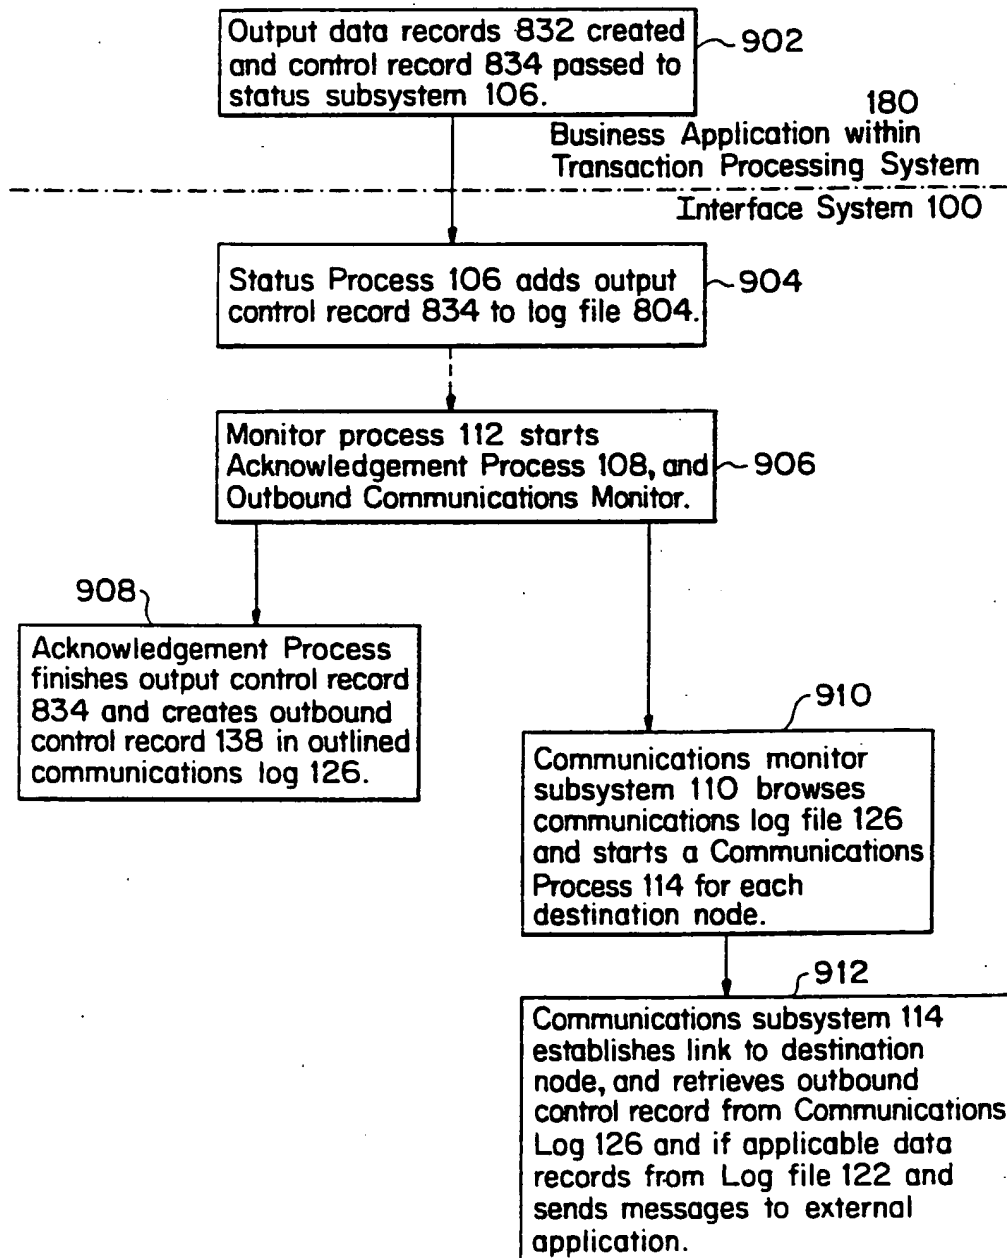 Output data records 832 created
and control record 834 passed to
status subsystem 106.
902
180
Business Application within
Transaction Processing System
Interface System 100
Status Process 106 adds output
control record 834 to log file 804.
904
Monitor process 112 starts
Acknowledgement Process 108, and
Outbound Communications Monitor.
906
908
Acknowledgement Process
finishes output control record
834 and creates outbound
control record 138 in outlined
communications log 126.
910
Communications monitor
subsystem 110 browses
communications log file 126
and starts a Communications
Process 114 for each
destination node.
912
Communications subsystem 114
establishes link to destination
node, and retrieves outbound
control record from Communications
Log 126 and if applicable data
records from Log file 122 and
sends messages to external
application.